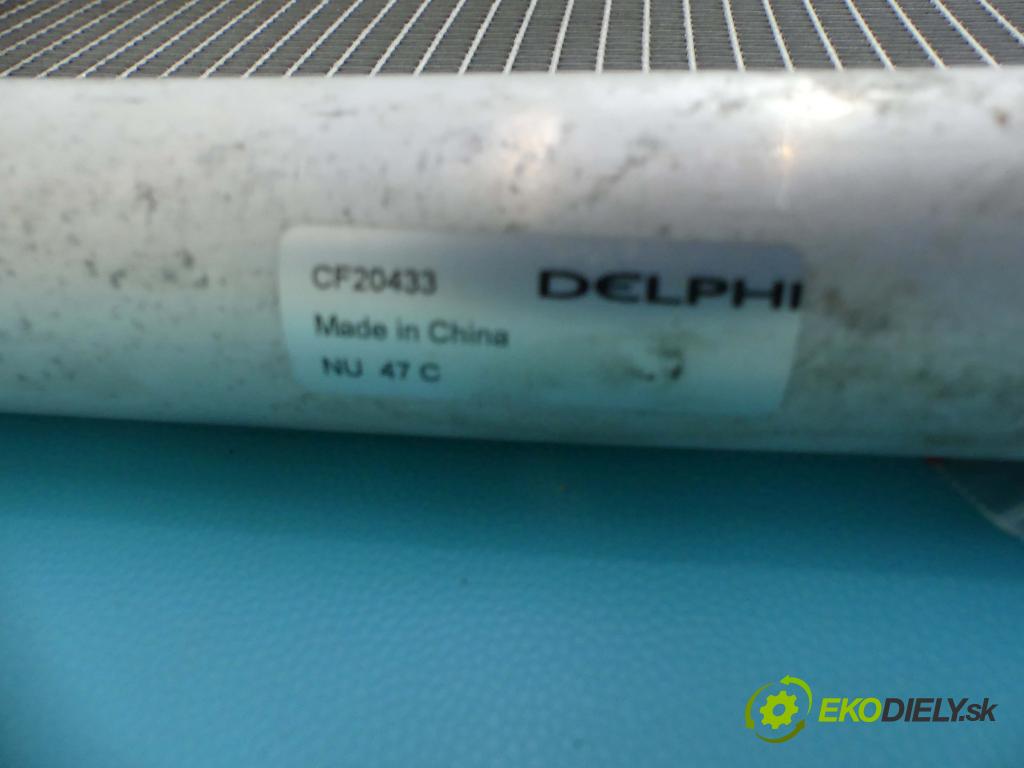 CF20433 DELPHI
Made in China
NU 47 C
EKODIELY.sk